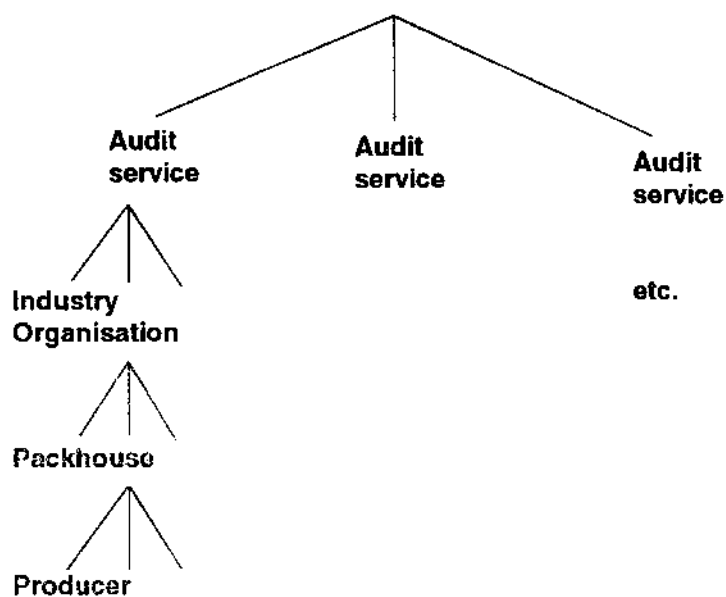 Audit
service
Audit
service
Audit
service
Industry
Organisation
etc.
Packhouse
Producer